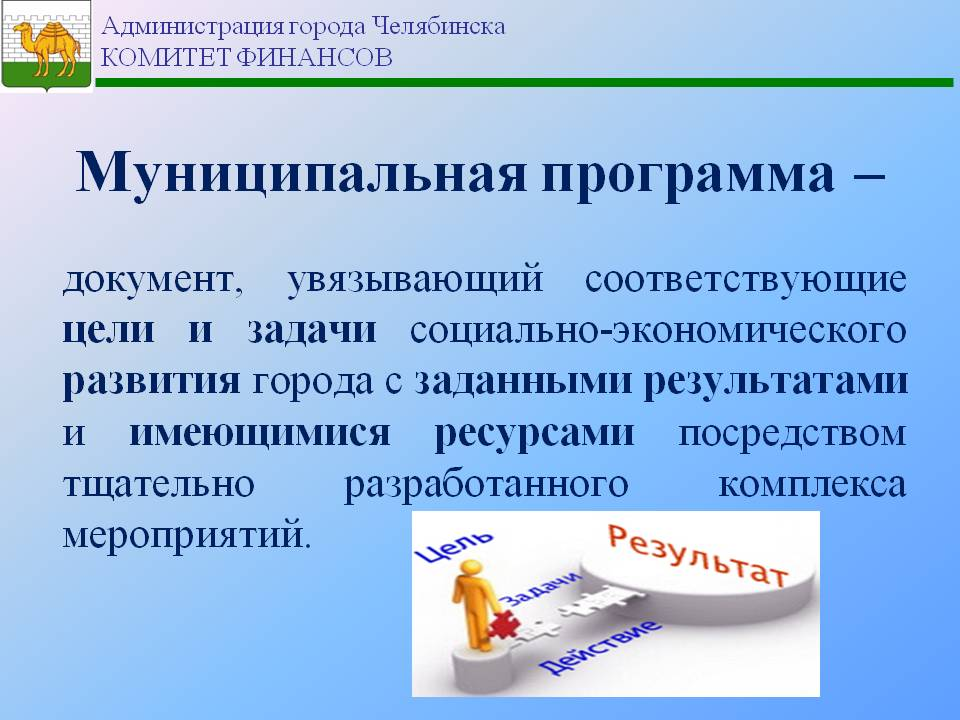 Администрация города Челябинска
КОМИТЕТ ФИНАНСОВ
Муниципальная программа –
документ, увязывающий соответствующие
цели и задачи социально-экономического
развития города с заданными результатами
и имеющимися ресурсами посредством
тщательно разработанного комплекса
мероприятий.
Цель
Результат
Задачи
Действие